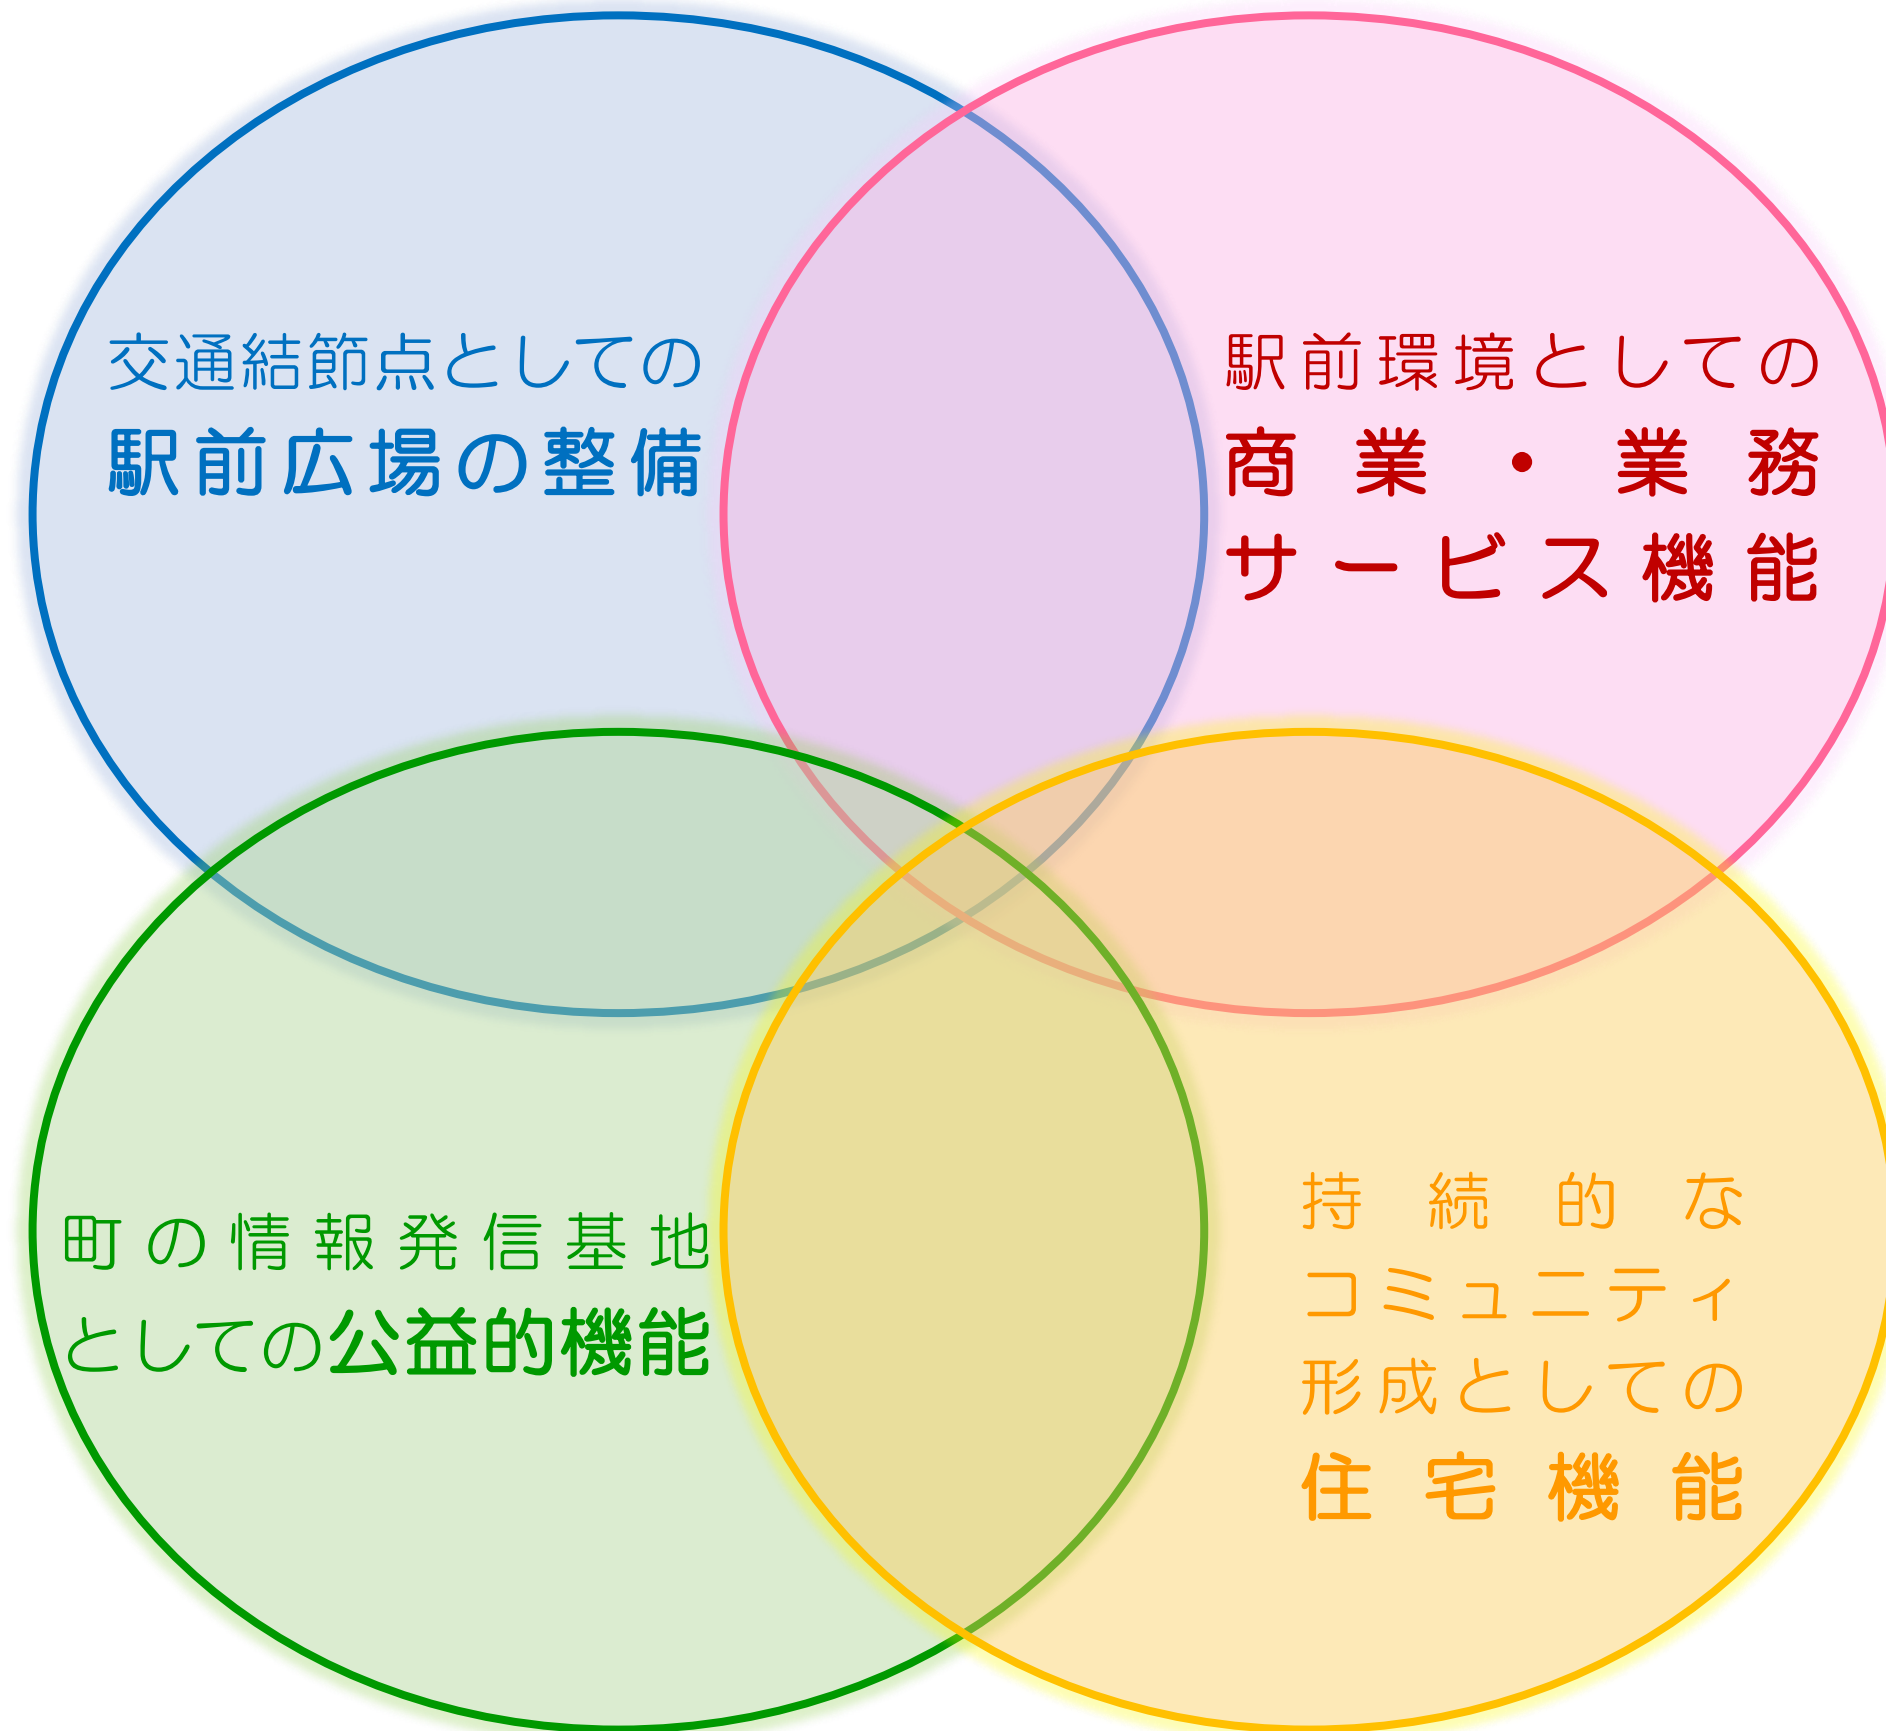 交通結節点としての
駅前広場の整備
駅前環境としての
商業・業務
サービス機能
町の情報発信基地
としての公益的機能
持続的な
コミュニティ
形成としての
住宅機能